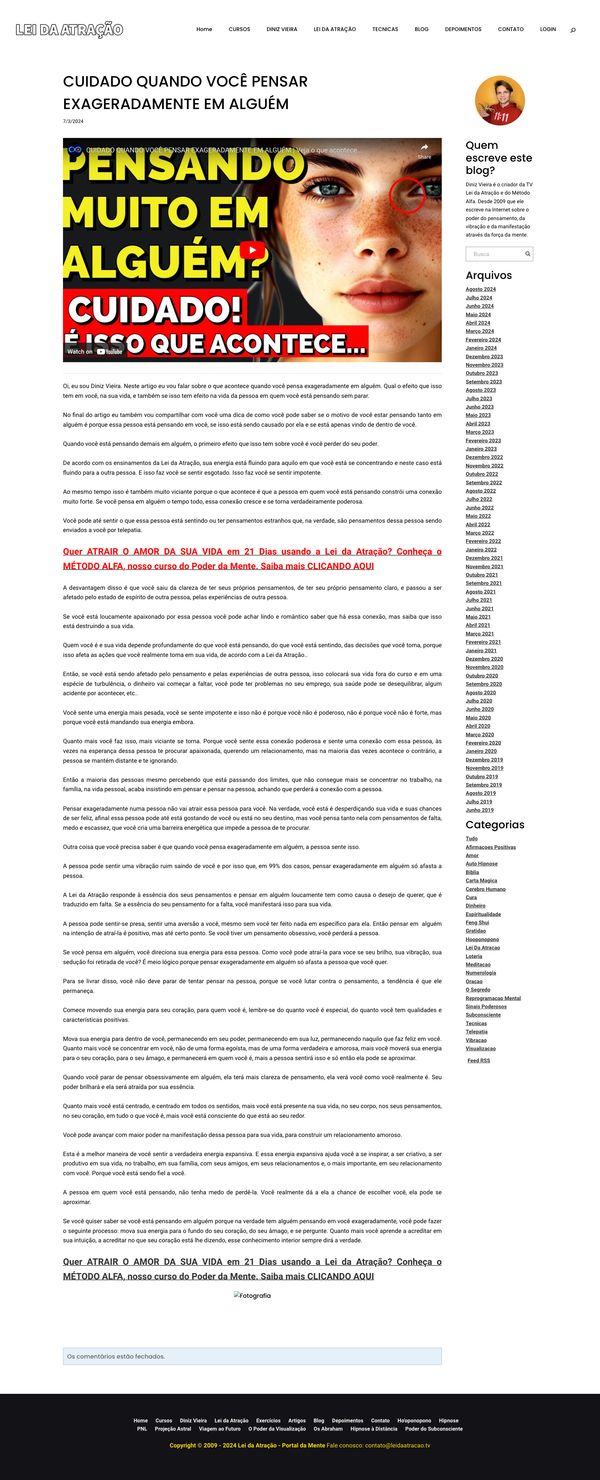 LEI DA ATRAÇÃO
Home CURSOS DINIZ VIEIRA LEI DA ATRAÇÃO TECNICAS BLOG DEPOIMENTOS CONTATO LOGIN
CUIDADO QUANDO VOCÊ PENSAR
EXAGERADAMENTE EM ALGUÉM
7/3/2024
CUIDADO QUANDO VOCÊ PENSAR EXAGERADAMENTE EM ALGUÉM | Veja o que acontece...
Share
PENSANDO
MUITO EM
ALGUÉM?
CUIDADO!
É ISSO QUE ACONTECE...
Watch on YouTube
Oi, eu sou Diniz Vieira. Neste artigo eu vou falar sobre o que acontece quando você pensa exageradamente em alguém. Qual o efeito que isso
tem em você, na sua vida, e também se isso tem efeito na vida da pessoa em quem você está pensando sem parar.
No final do artigo eu também vou compartilhar com você uma dica de como você pode saber se o motivo de você estar pensando tanto em
alguém é porque essa pessoa está pensando em você, se isso está sendo causado por ela e se está apenas vindo de dentro de você.
Quando você está pensando demais em alguém, o primeiro efeito que isso tem sobre você é você perder do seu poder.
De acordo com os ensinamentos da Lei da Atração, sua energia está fluindo para aquilo em que você está se concentrando e neste caso está
fluindo para a outra pessoa. E isso faz você se sentir esgotado. Isso faz você se sentir impotente.
Ao mesmo tempo isso é também muito viciante porque o que acontece é que a pessoa em quem você está pensando constrói uma conexão
muito forte. Se você pensa em alguém o tempo todo, essa conexão cresce e se torna verdadeiramente poderosa.
Você pode até sentir o que essa pessoa está sentindo ou ter pensamentos estranhos que, na verdade, são pensamentos dessa pessoa sendo
enviados a você por telepatia.
Quer ATRAIR O AMOR DA SUA VIDA em 21 Dias usando a Lei da Atração? Conheça o
MÉTODO ALFA, nosso curso do Poder da Mente. Saiba mais CLICANDO AQUI
A desvantagem disso é que você saiu da clareza de ter seus próprios pensamentos, de ter seu próprio pensamento claro, e passou a ser
afetado pelo estado de espírito de outra pessoa, pelas experiências de outra pessoa.
Se você está loucamente apaixonado por essa pessoa você pode achar lindo e romântico saber que há essa conexão, mas saiba que isso
está destruindo a sua vida.
Quem você é e sua vida depende profundamente do que você está pensando, do que você está sentindo, das decisões que você toma, porque
isso afeta as ações que você realmente toma em sua vida, de acordo com a Lei da Atração..
Então, se você está sendo afetado pelo pensamento e pelas experiências de outra pessoa, isso colocará sua vida fora do curso e em uma
espécie de turbulência, o dinheiro vai começar a faltar, você pode ter problemas no seu emprego, sua saúde pode se desequilibrar, algum
acidente por acontecer, etc..
Você sente uma energia mais pesada, você se sente impotente e isso não é porque você não é poderoso, não é porque você não é forte, mas
porque você está mandando sua energia embora.
Quanto mais você faz isso, mais viciante se torna. Porque você sente essa conexão poderosa e sente uma conexão com essa pessoa, às
vezes na esperança dessa pessoa te procurar apaixonada, querendo um relacionamento, mas na maioria das vezes acontece o contrário, a
pessoa se mantém distante e te ignorando.
Então a maioria das pessoas mesmo percebendo que está passando dos limites, que não consegue mais se concentrar no trabalho, na
família, na vida pessoal, acaba insistindo em pensar e pensar na pessoa, achando que perderá a conexão com a pessoa.
Pensar exageradamente numa pessoa não vai atrair essa pessoa para você. Na verdade, você está é desperdiçando sua vida e suas chances
de ser feliz, afinal essa pessoa pode até está gostando de você ou está no seu destino, mas você pensa tanto nela com pensamentos de falta,
medo e escassez, que você cria uma barreira energética que impede a pessoa de te procurar.
Outra coisa que você precisa saber é que quando você pensa exageradamente em alguém, a pessoa sente isso.
A pessoa pode sentir uma vibração ruim saindo de você e por isso que, em 99% dos casos, pensar exageradamente em alguém só afasta a
pessoa.
A Lei da Atração responde à essência dos seus pensamentos e pensar em alguém loucamente tem como causa o desejo de querer, que é
traduzido em falta. Se a essência do seu pensamento for a falta, você manifestará isso para sua vida.
A pessoa pode sentir-se presa, sentir uma aversão a você, mesmo sem você ter feito nada em específico para ela. Então pensar em alguém
na intenção de atraí-la é positivo, mas até certo ponto. Se você tiver um pensamento obsessivo, você perderá a pessoa.
Se você pensa em alguém, você direciona sua energia para essa pessoa. Como você pode atraí-la para voce se seu brilho, sua vibração, sua
sedução foi retirada de você? É meio lógico porque pensar exageradamente em alguém só afasta a pessoa que você quer.
Para se livrar disso, você não deve parar de tentar pensar na pessoa, porque se você lutar contra o pensamento, a tendência é que ele
permaneça.
Comece movendo sua energia para seu coração, para quem você é, lembre-se do quanto você é especial, do quanto você tem qualidades e
características positivas.
Mova sua energia para dentro de você, permanecendo em seu poder, permanecendo em sua luz, permanecendo naquilo que faz feliz em você.
Quanto mais você se concentrar em você, não de uma forma egoísta, mas de uma forma verdadeira e amorosa, mais você moverá sua energia
para o seu coração, para o seu âmago, e permanecerá em quem você é, mais a pessoa sentirá isso e só então ela pode se aproximar.
Quando você parar de pensar obsessivamente em alguém, ela terá mais clareza de pensamento, ela verá você como você realmente é. Seu
poder brilhará e ela será atraída por sua essência.
Quanto mais você está centrado, e centrado em todos os sentidos, mais você está presente na sua vida, no seu corpo, nos seus pensamentos,
no seu coração, em tudo o que você é, mais você está consciente do que está ao seu redor.
Você pode avançar com maior poder na manifestação dessa pessoa para sua vida, para construir um relacionamento amoroso.
Esta é a melhor maneira de você sentir a verdadeira energia expansiva. E essa energia expansiva ajuda você a se inspirar, a ser criativo, a ser
produtivo em sua vida, no trabalho, em sua família, com seus amigos, em seus relacionamentos e, o mais importante, em seu relacionamento
com você. Porque você está sendo fiel a você.
A pessoa em quem você está pensando, não tenha medo de perdê-la. Você realmente dá a ela a chance de escolher você, ela pode se
aproximar.
Se você quiser saber se você está pensando em alguém porque na verdade tem alguém pensando em você exageradamente, você pode fazer
o seguinte processo: mova sua energia para o fundo do seu coração, do seu âmago, e se pergunte. Quanto mais você aprende a acreditar em
sua intuição, a acreditar no que seu coração está lhe dizendo, esse conhecimento interior sempre dirá a verdade.
Quer ATRAIR O AMOR DA SUA VIDA em 21 Dias usando a Lei da Atração? Conheça o
MÉTODO ALFA, nosso curso do Poder da Mente. Saiba mais CLICANDO AQUI
Fotografia
Os comentários estão fechados.
11:11
Quem
escreve este
blog?
Diniz Vieira é o criador da TV
Lei da Atração e do Método
Alfa. Desde 2009 que ele
escreve na Internet sobre o
poder do pensamento, da
vibração e da manifestação
através da força da mente.
Busca
Arquivos
Agosto 2024
Julho 2024
Junho 2024
Maio 2024
Abril 2024
Março 2024
Fevereiro 2024
Janeiro 2024
Dezembro 2023
Novembro 2023
Outubro 2023
Setembro 2023
Agosto 2023
Julho 2023
Junho 2023
Maio 2023
Abril 2023
Março 2023
Fevereiro 2023
Janeiro 2023
Dezembro 2022
Novembro 2022
Outubro 2022
Setembro 2022
Agosto 2022
Julho 2022
Junho 2022
Maio 2022
Abril 2022
Março 2022
Fevereiro 2022
Janeiro 2022
Dezembro 2021
Novembro 2021
Outubro 2021
Setembro 2021
Agosto 2021
Julho 2021
Junho 2021
Maio 2021
Abril 2021
Março 2021
Fevereiro 2021
Janeiro 2021
Dezembro 2020
Novembro 2020
Outubro 2020
Setembro 2020
Agosto 2020
Julho 2020
Junho 2020
Maio 2020
Abril 2020
Março 2020
Fevereiro 2020
Janeiro 2020
Dezembro 2019
Novembro 2019
Outubro 2019
Setembro 2019
Agosto 2019
Julho 2019
Junho 2019
Categorias
Tudo
Afirmacoes Positivas
Amor
Auto Hipnose
Biblia
Carta Magica
Cerebro Humano
Cura
Dinheiro
Espiritualidade
Feng Shui
Gratidao
Hooponopono
Lei Da Atracao
Loteria
Meditacao
Numerologia
Oracao
O Segredo
Reprogramacao Mental
Sinais Poderosos
Subconsciente
Tecnicas
Telepatia
Vibracao
Visualizacao
Feed RSS
Home Cursos Diniz Vieira Lei da Atração Exercícios Artigos Blog Depoimentos Contato Ho'oponopono Hipnose
PNL Projeção Astral Viagem ao Futuro O Poder da Visualização Os Abraham Hipnose à Distância Poder do Subconsciente
Copyright © 2009 - 2024 Lei da Atração - Portal da Mente Fale conosco: contato@leidaatracao.tv